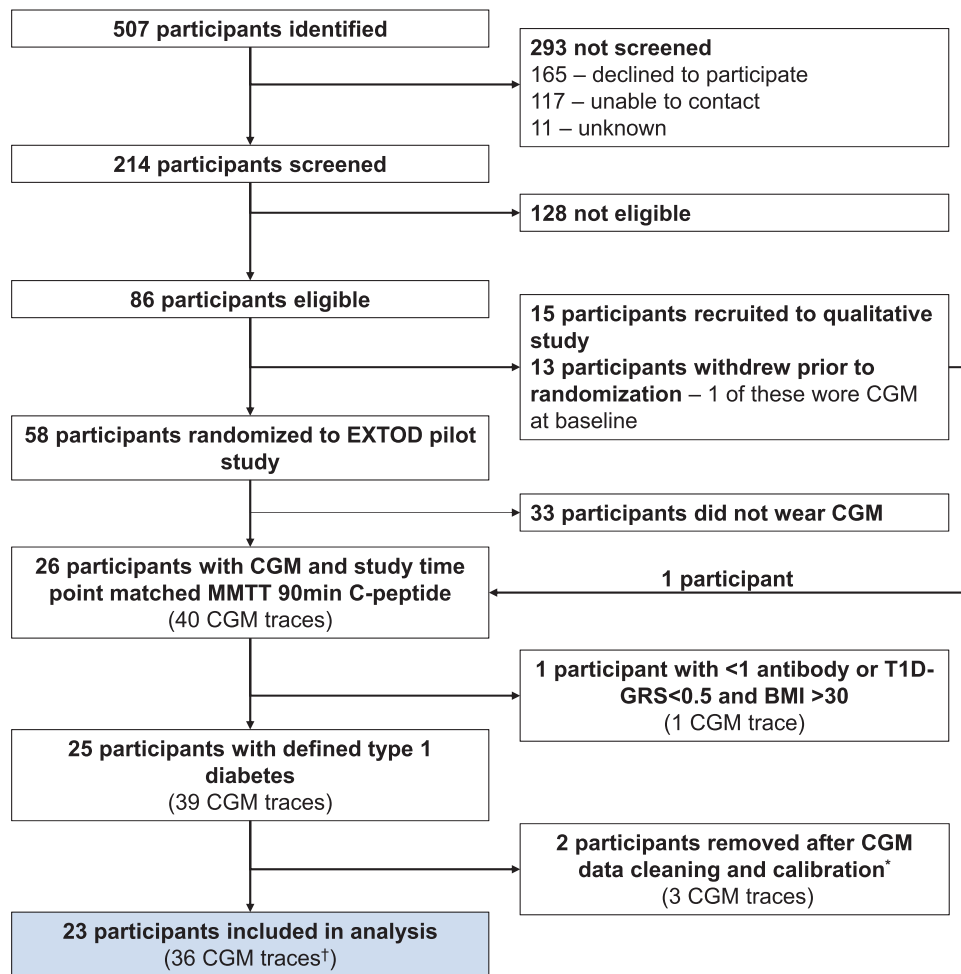 507 participants identified
293 not screened
165 – declined to participate
117 – unable to contact
11 – unknown
214 participants screened
128 not eligible
86 participants eligible
15 participants recruited to qualitative
study
13 participants withdrew prior to
randomization – 1 of these wore CGM
at baseline
58 participants randomized to EXTOD pilot
study
33 participants did not wear CGM
26 participants with CGM and study time
point matched MMTT 90min C-peptide
(40 CGM traces)
1 participant
1 participant with <1 antibody or T1D-
GRS<0.5 and BMI >30
(1 CGM trace)
25 participants with defined type 1
diabetes
(39 CGM traces)
2 participants removed after CGM
data cleaning and calibration*
(3 CGM traces)
23 participants included in analysis
(36 CGM traces†)